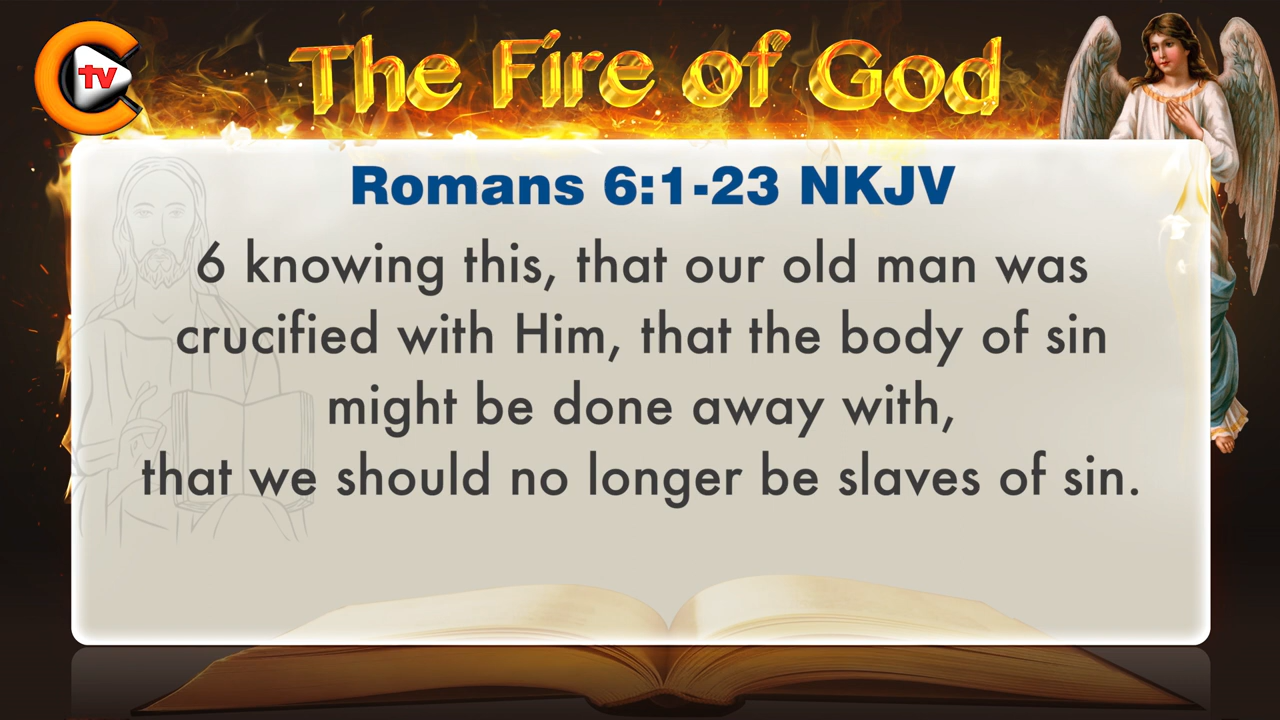 tv
The Fire of God
Romans 6:1-23 NKJV
6 knowing this, that our old man was
crucified with Him, that the body of sin
might be done away with,
that we should no longer be slaves of sin.